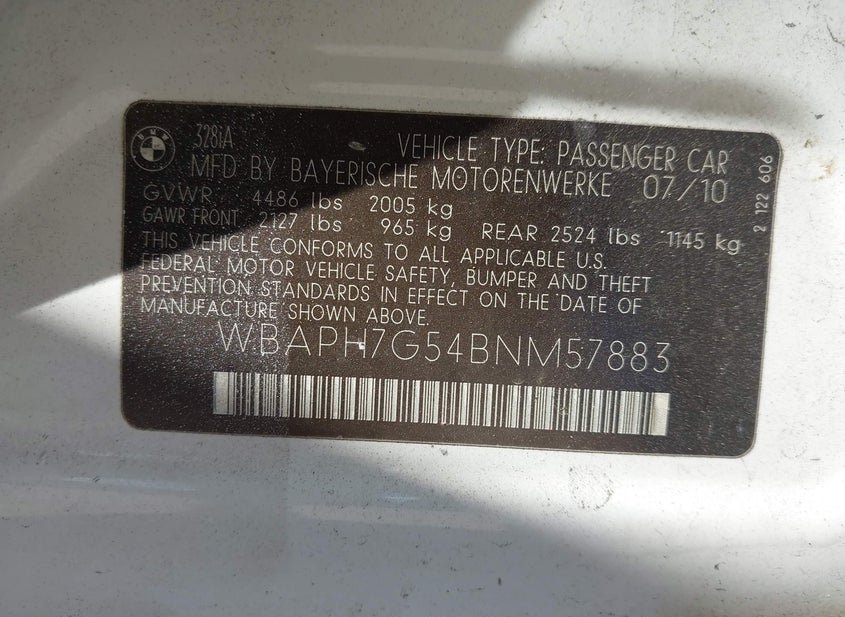 BMW
328iA
VEHICLE TYPE: PASSENGER CAR
MFD BY BAYERISCHE MOTORENWERKE 07/10
GVWR 4486 lbs 2005 kg
GAWR FRONT 2127 lbs 965 kg REAR 2524 lbs 1145 kg
THIS VEHICLE CONFORMS TO ALL APPLICABLE U.S.
FEDERAL MOTOR VEHICLE SAFETY, BUMPER AND THEFT
PREVENTION STANDARDS IN EFFECT ON THE DATE OF
MANUFACTURE SHOWN ABOVE.
WBAPH7G54BNM57883
2 122 606